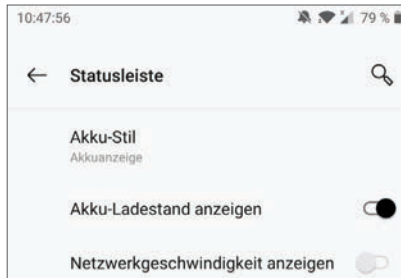 10:47:56 79 %
Statusleiste
Akku-Stil
Akkuanzeige
Akku-Ladestand anzeigen
Netzwerkgeschwindigkeit anzeigen